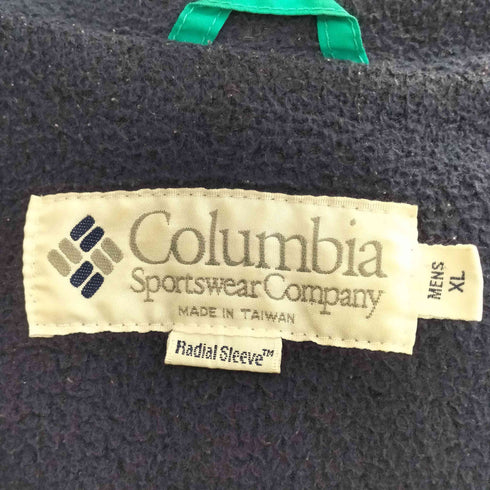 Columbia
Sportswear Company
MADE IN TAIWAN
Radial Sleeve™
MENS
XL